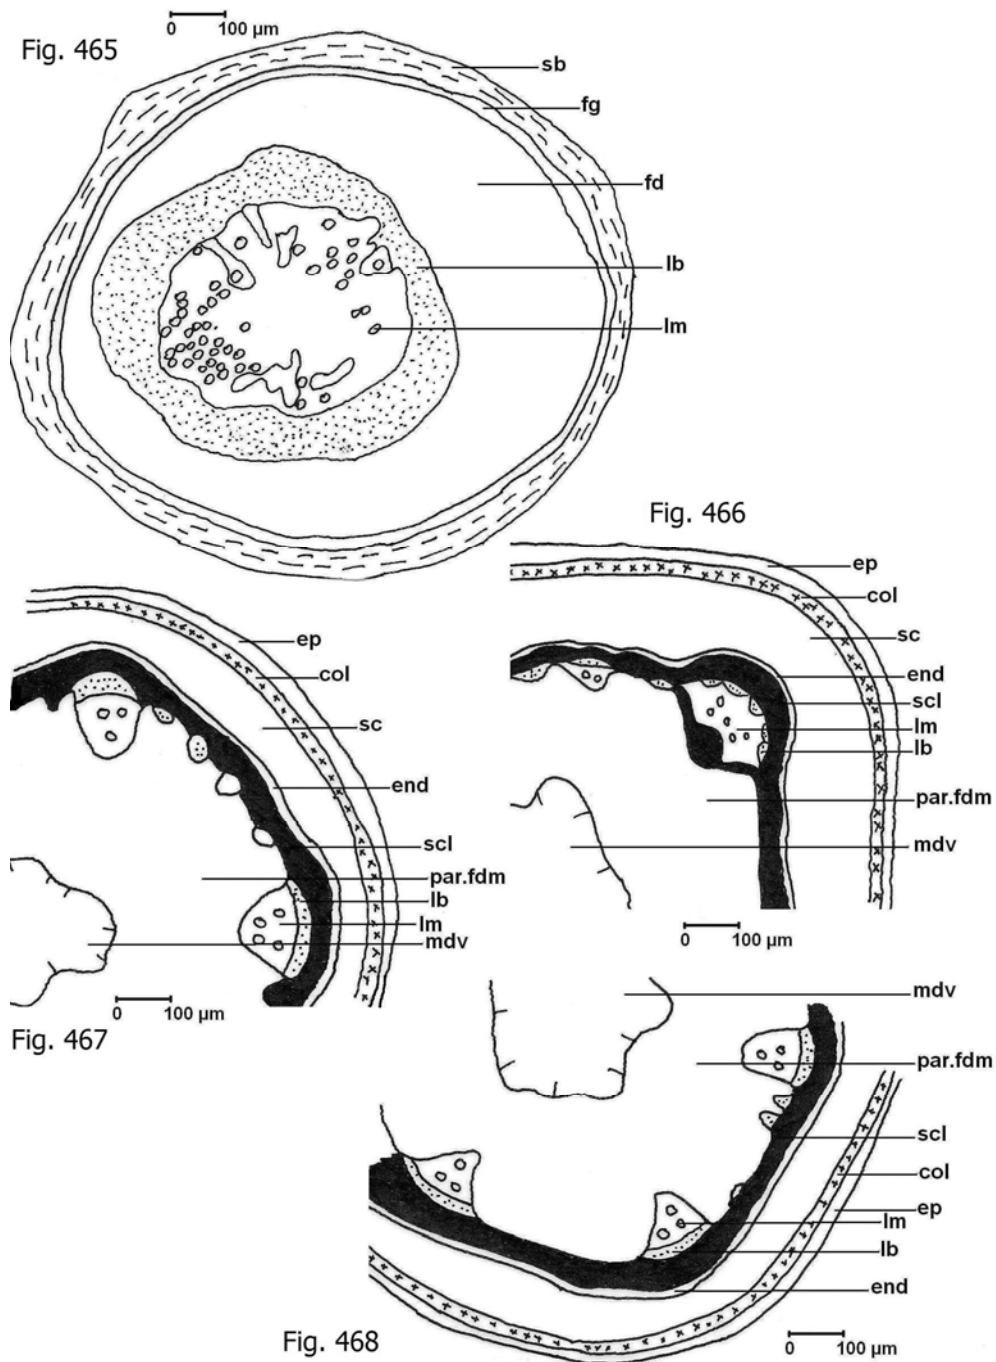 0 100 µm
Fig. 465
sb
fg
fd
lb
lm
Fig. 466
ep
col
sc
end
scl
lm
lb
par.fdm
mdv
0 100 µm
ep
col
sc
end
scl
par.fdm
lb
lm
mdv
0 100 µm
Fig. 467
mdv
par.fdm
scl
col
ep
lm
lb
end
0 100 µm
Fig. 468